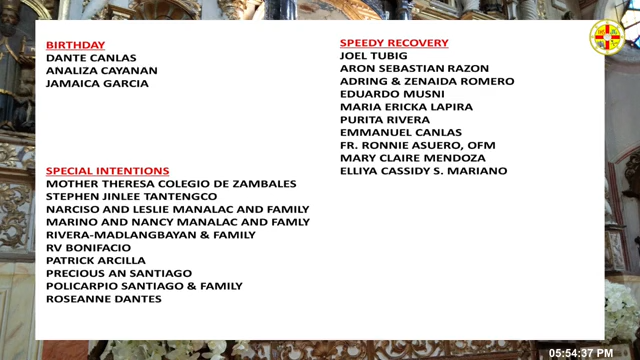 BIRTHDAY
DANTE CANLAS
ANALIZA CAYANAN
JAMAICA GARCIA
SPECIAL INTENTIONS
MOTHER THERESA COLEGIO DE ZAMBALES
STEPHEN JINLEE TANTENGCO
NARCISO AND LESLIE MANALAC AND FAMILY
MARINO AND NANCY MANALAC AND FAMLY
RIVERA-MADLANGBAYAN & FAMILY
RV BONIFACIO
PATRICK ARCILLA
PRECIOUS AN SANTIAGO
POLICARPIO SANTIAGO & FAMILY
ROSEANNE DANTES
SPEEDY RECOVERY
JOEL TUBIG
ARON SEBASTIAN RAZON
ADRING & ZENAIDA ROMERO
EDUARDO MUSNI
MARIA ERICKA LAPIRA
PURITA RIVERA
EMMANUEL CANLAS
FR. RONNIE ASUERO, OFM
MARY CLAIRE MENDOZA
ELLIYA CASSIDY S. MARIANO
05:54:37 PM